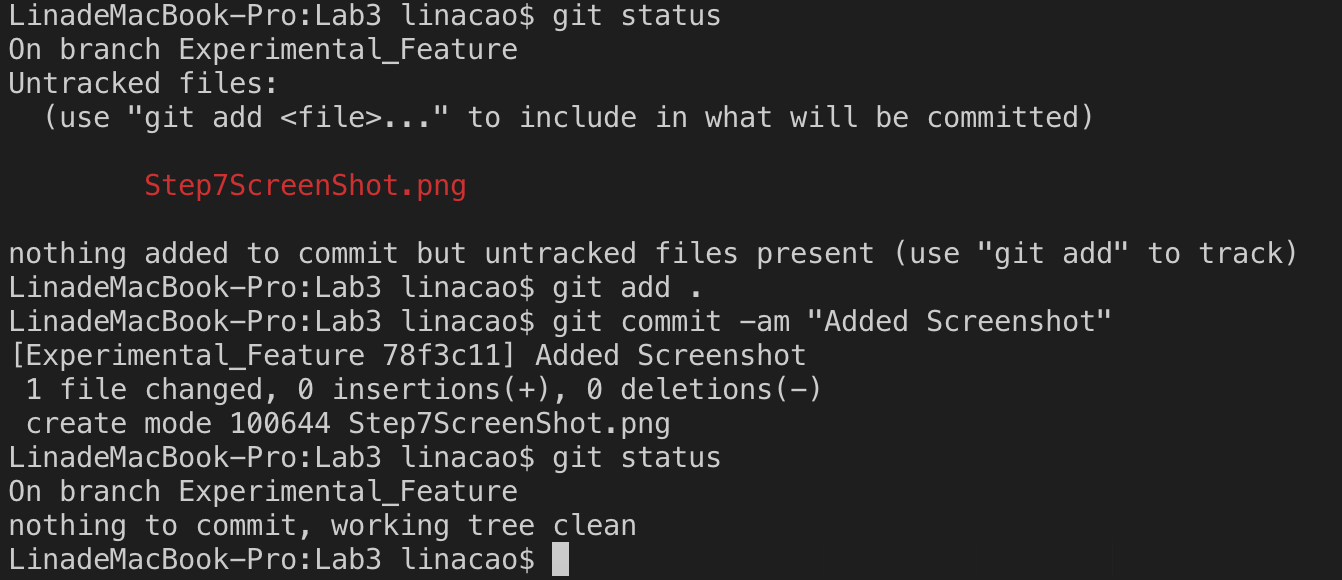 LinadeMacBook-Pro:Lab3 linacao$ git status
On branch Experimental_Feature
Untracked files:
  (use "git add <file>..." to include in what will be committed)
        Step7ScreenShot.png
nothing added to commit but untracked files present (use "git add" to track)
LinadeMacBook-Pro:Lab3 linacao$ git add .
LinadeMacBook-Pro:Lab3 linacao$ git commit -am "Added Screenshot"
[Experimental_Feature 78f3c11] Added Screenshot
 1 file changed, 0 insertions(+), 0 deletions(-)
 create mode 100644 Step7ScreenShot.png
LinadeMacBook-Pro:Lab3 linacao$ git status
On branch Experimental_Feature
nothing to commit, working tree clean
LinadeMacBook-Pro:Lab3 linacao$